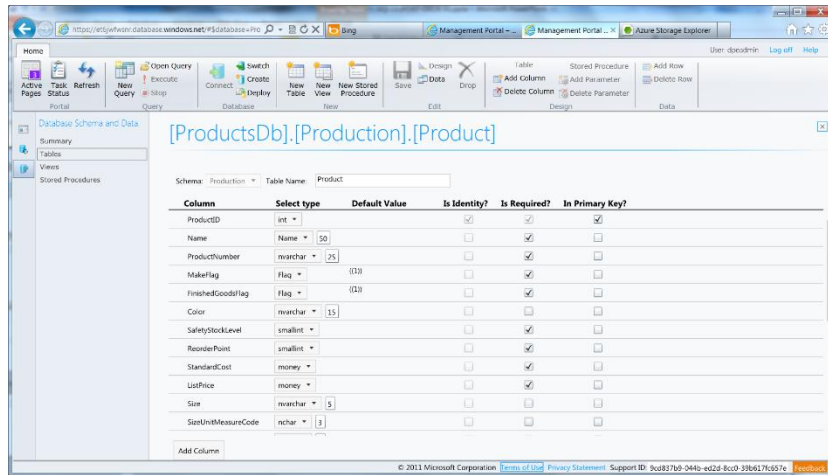 https://etfjwfwsnr.database.windows.net/#$database=Pro
Bing
Management Portal – ...
Management Portal ...
Azure Storage Explorer
Home
User dpeadmin Log off Help
Active Pages
Task Status
Refresh
New Query
Open Query
Execute
Stop
Connect
Switch
Create
Deploy
New Table
New View
New Stored Procedure
Save
Design
Data
Drop
Table
Add Column
Delete Column
Stored Procedure
Add Parameter
Delete Parameter
Add Row
Delete Row
Portal Query Database New Edit Design Data
Database Schema and Data
Summary
Tables
Views
Stored Procedures
[ProductsDb].[Production].[Product]
Schema: Production Table Name: Product
Column Select type Default Value Is Identity? Is Required? In Primary Key?
ProductID int
Name Name 50
ProductNumber nvarchar 25
MakeFlag Flag ((1))
FinishedGoodsFlag Flag ((1))
Color nvarchar 15
SafetyStockLevel smallint
ReorderPoint smallint
StandardCost money
ListPrice money
Size nvarchar 5
SizeUnitMeasureCode nchar 3
Add Column
© 2011 Microsoft Corporation Terms of Use Privacy Statement Support ID: 9cd837b9-044b-ed2d-8cc0-39b617fc657e Feedback